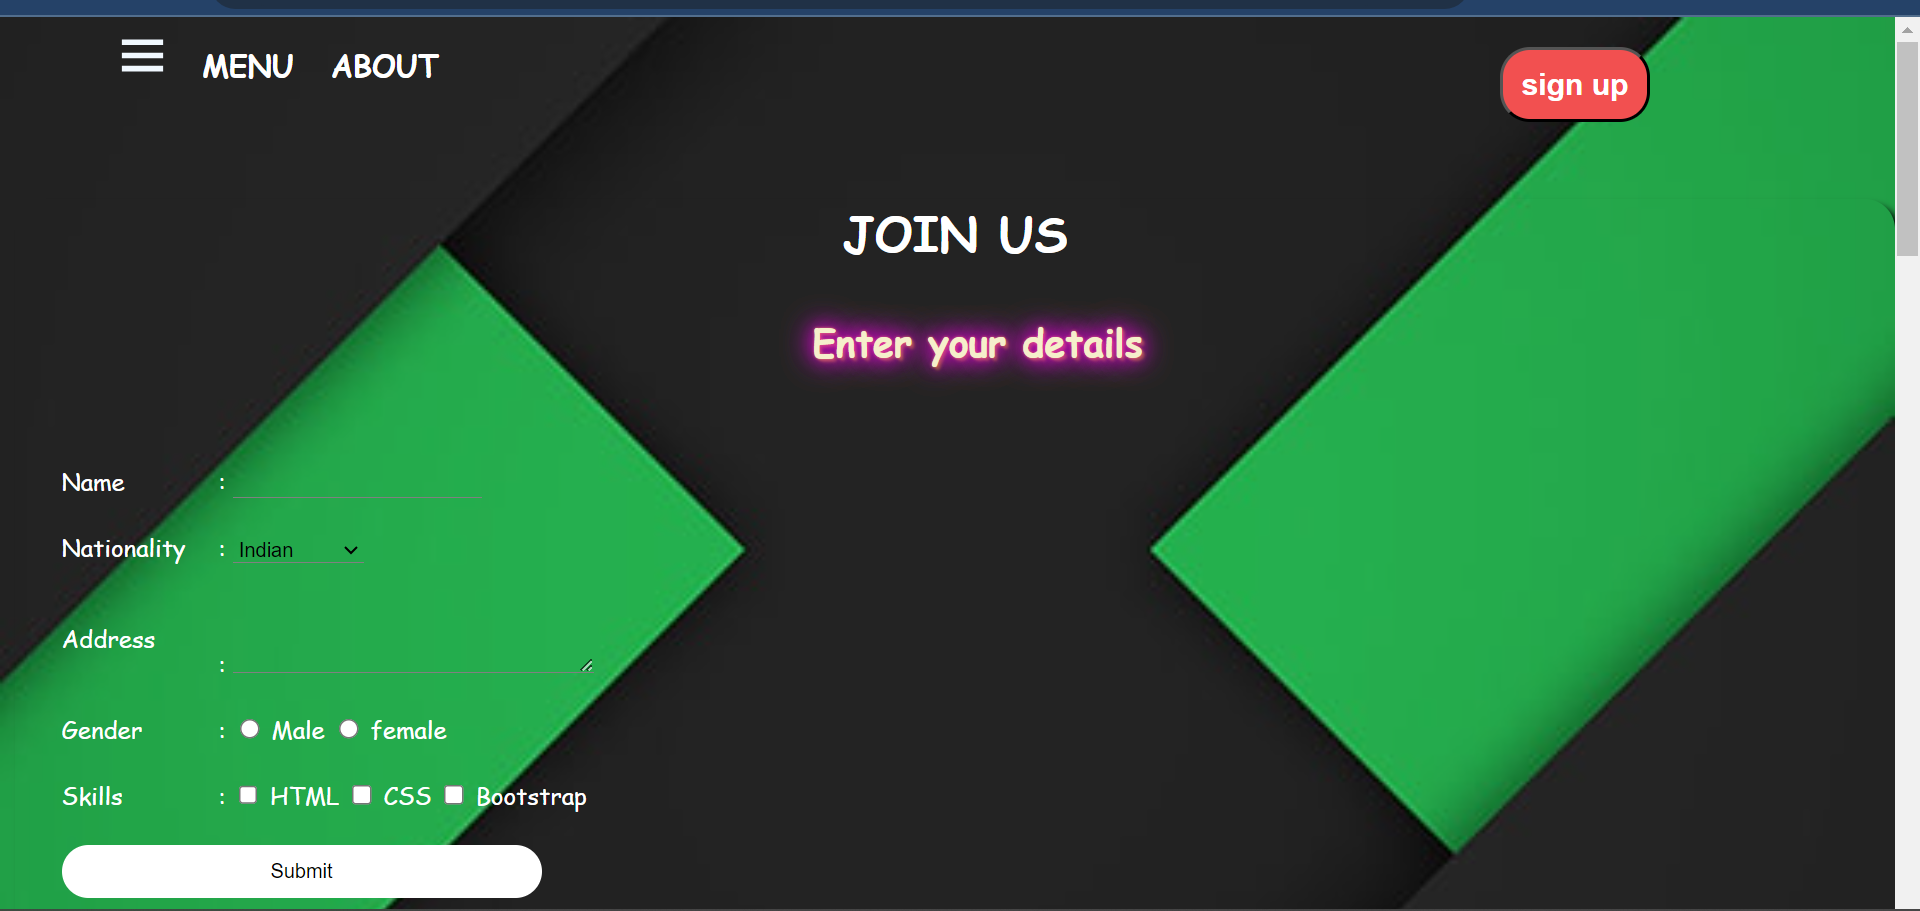 MENU ABOUT
sign up
JOIN US
Enter your details
Name :
Nationality : Indian
Address :
Gender : Male female
Skills : HTML CSS Bootstrap
Submit